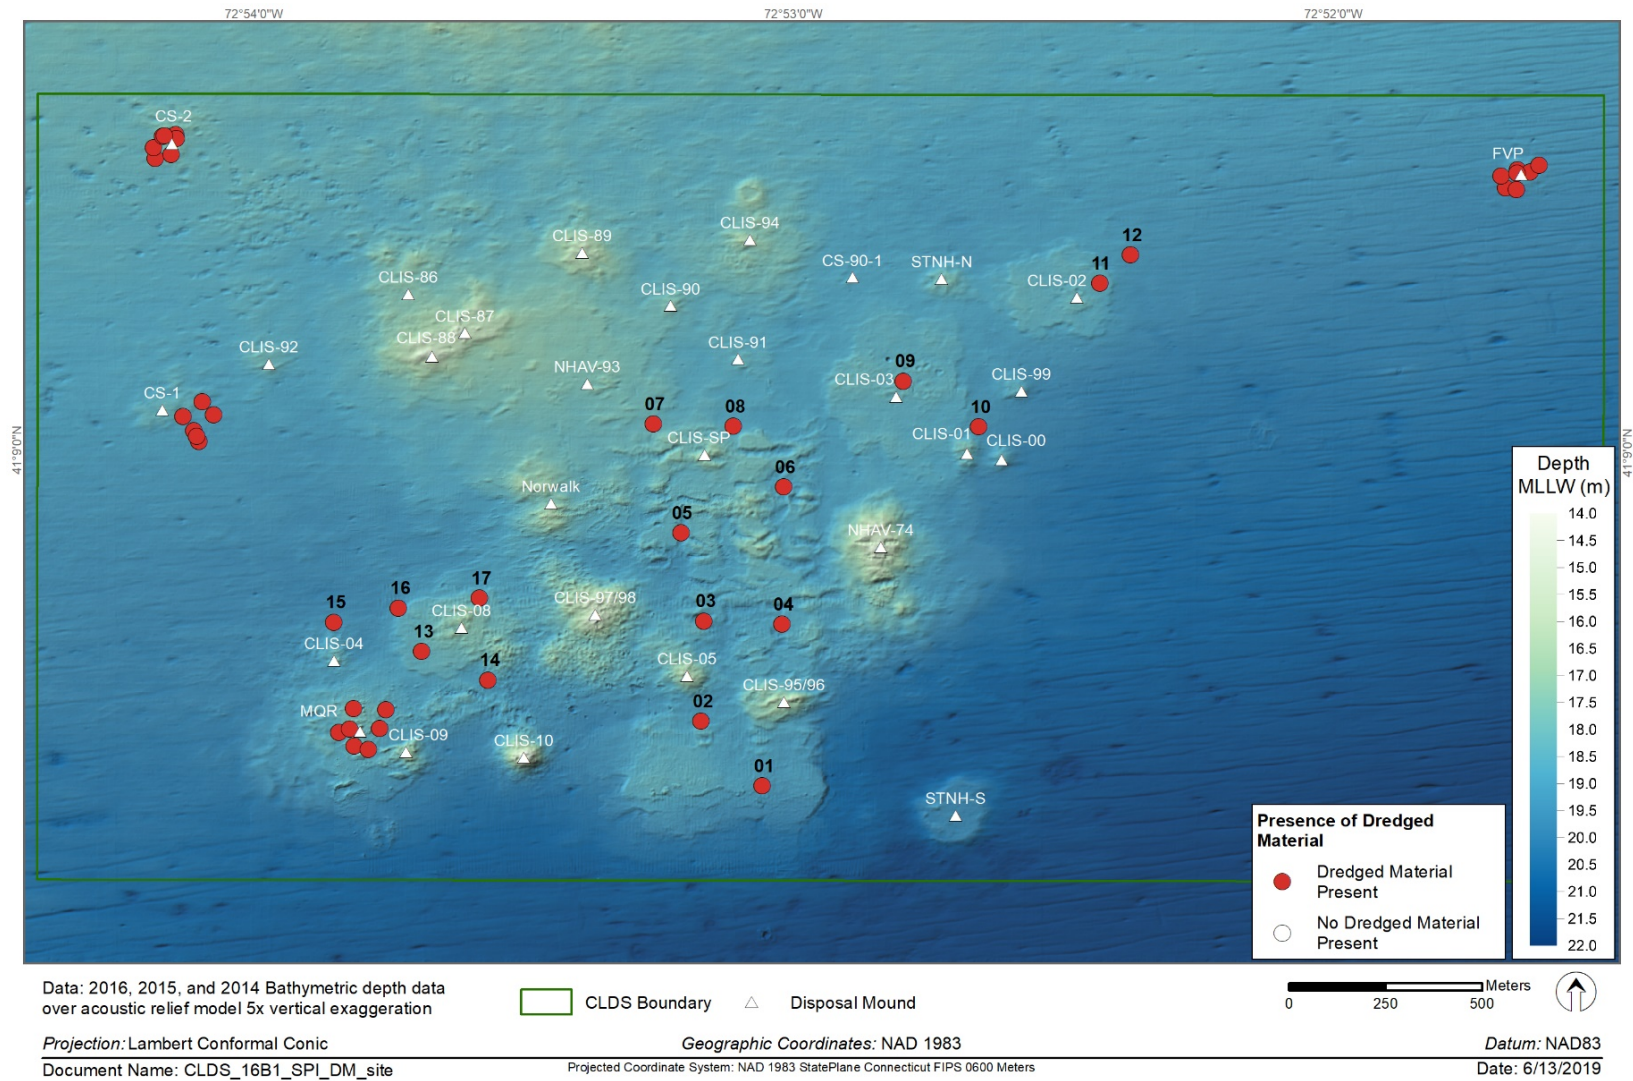 72°54'0"W
72°53'0"W
72°52'0"W
CS-2
FVP
CLIS-94
CLIS-89
12
CS-90-1
STNH-N
11
CLIS-86
CLIS-02
CLIS-90
CLIS-87
CLIS-88
CLIS-91
CLIS-92
09
NHAV-93
CLIS-03
CLIS-99
CS-1
07
08
10
CLIS-SP
CLIS-01
CLIS-00
41°9'0"N
41°9'0"N
06
Norwalk
05
NHAV-74
17
16
CLIS-97/98
15
CLIS-08
03
04
13
CLIS-04
14
CLIS-05
CLIS-95/96
02
MQR
CLIS-09
CLIS-10
01
STNH-S
Depth
MLLW (m)
14.0
14.5
15.0
15.5
16.0
16.5
17.0
17.5
18.0
18.5
19.0
19.5
20.0
20.5
21.0
21.5
22.0
Presence of Dredged
Material
Dredged Material
Present
No Dredged Material
Present
Data: 2016, 2015, and 2014 Bathymetric depth data
over acoustic relief model 5x vertical exaggeration
CLDS Boundary
Disposal Mound
Meters
0
250
500
Projection: Lambert Conformal Conic
Geographic Coordinates: NAD 1983
Datum: NAD83
Document Name: CLDS_16B1_SPI_DM_site
Projected Coordinate System: NAD 1983 StatePlane Connecticut FIPS 0600 Meters
Date: 6/13/2019